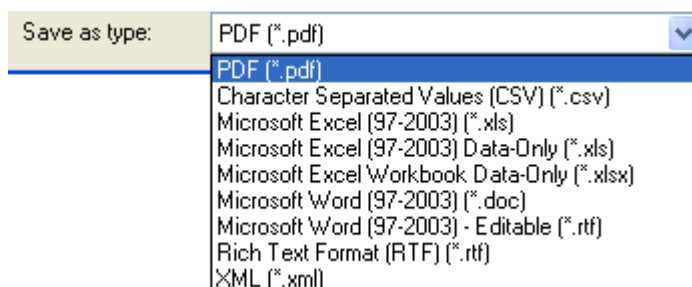 Save as type: PDF (*.pdf)
PDF (*.pdf)
Character Separated Values (CSV) (*.csv)
Microsoft Excel (97-2003) (*.xls)
Microsoft Excel (97-2003) Data-Only (*.xls)
Microsoft Excel Workbook Data-Only (*.xlsx)
Microsoft Word (97-2003) (*.doc)
Microsoft Word (97-2003) - Editable (*.rtf)
Rich Text Format (RTF) (*.rtf)
XML (*.xml)